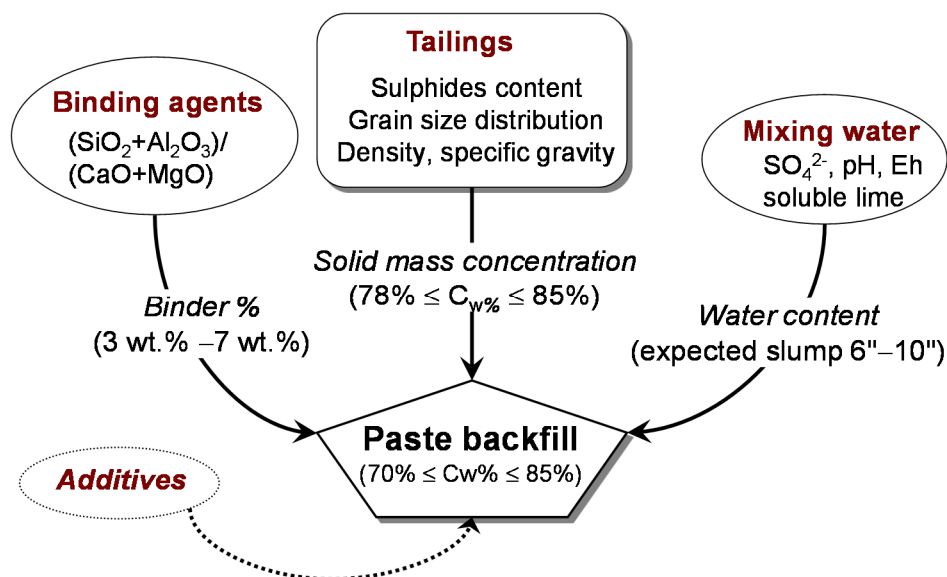 Tailings
Sulphides content
Grain size distribution
Density, specific gravity
Binding agents
(SiO₂+Al₂O₃)/
(CaO+MgO)
Mixing water
SO₄²⁻, pH, Eh
soluble lime
Solid mass concentration
(78% ≤ C_w% ≤ 85%)
Binder %
(3 wt.% –7 wt.%)
Water content
(expected slump 6"–10")
Paste backfill
(70% ≤ Cw% ≤ 85%)
Additives